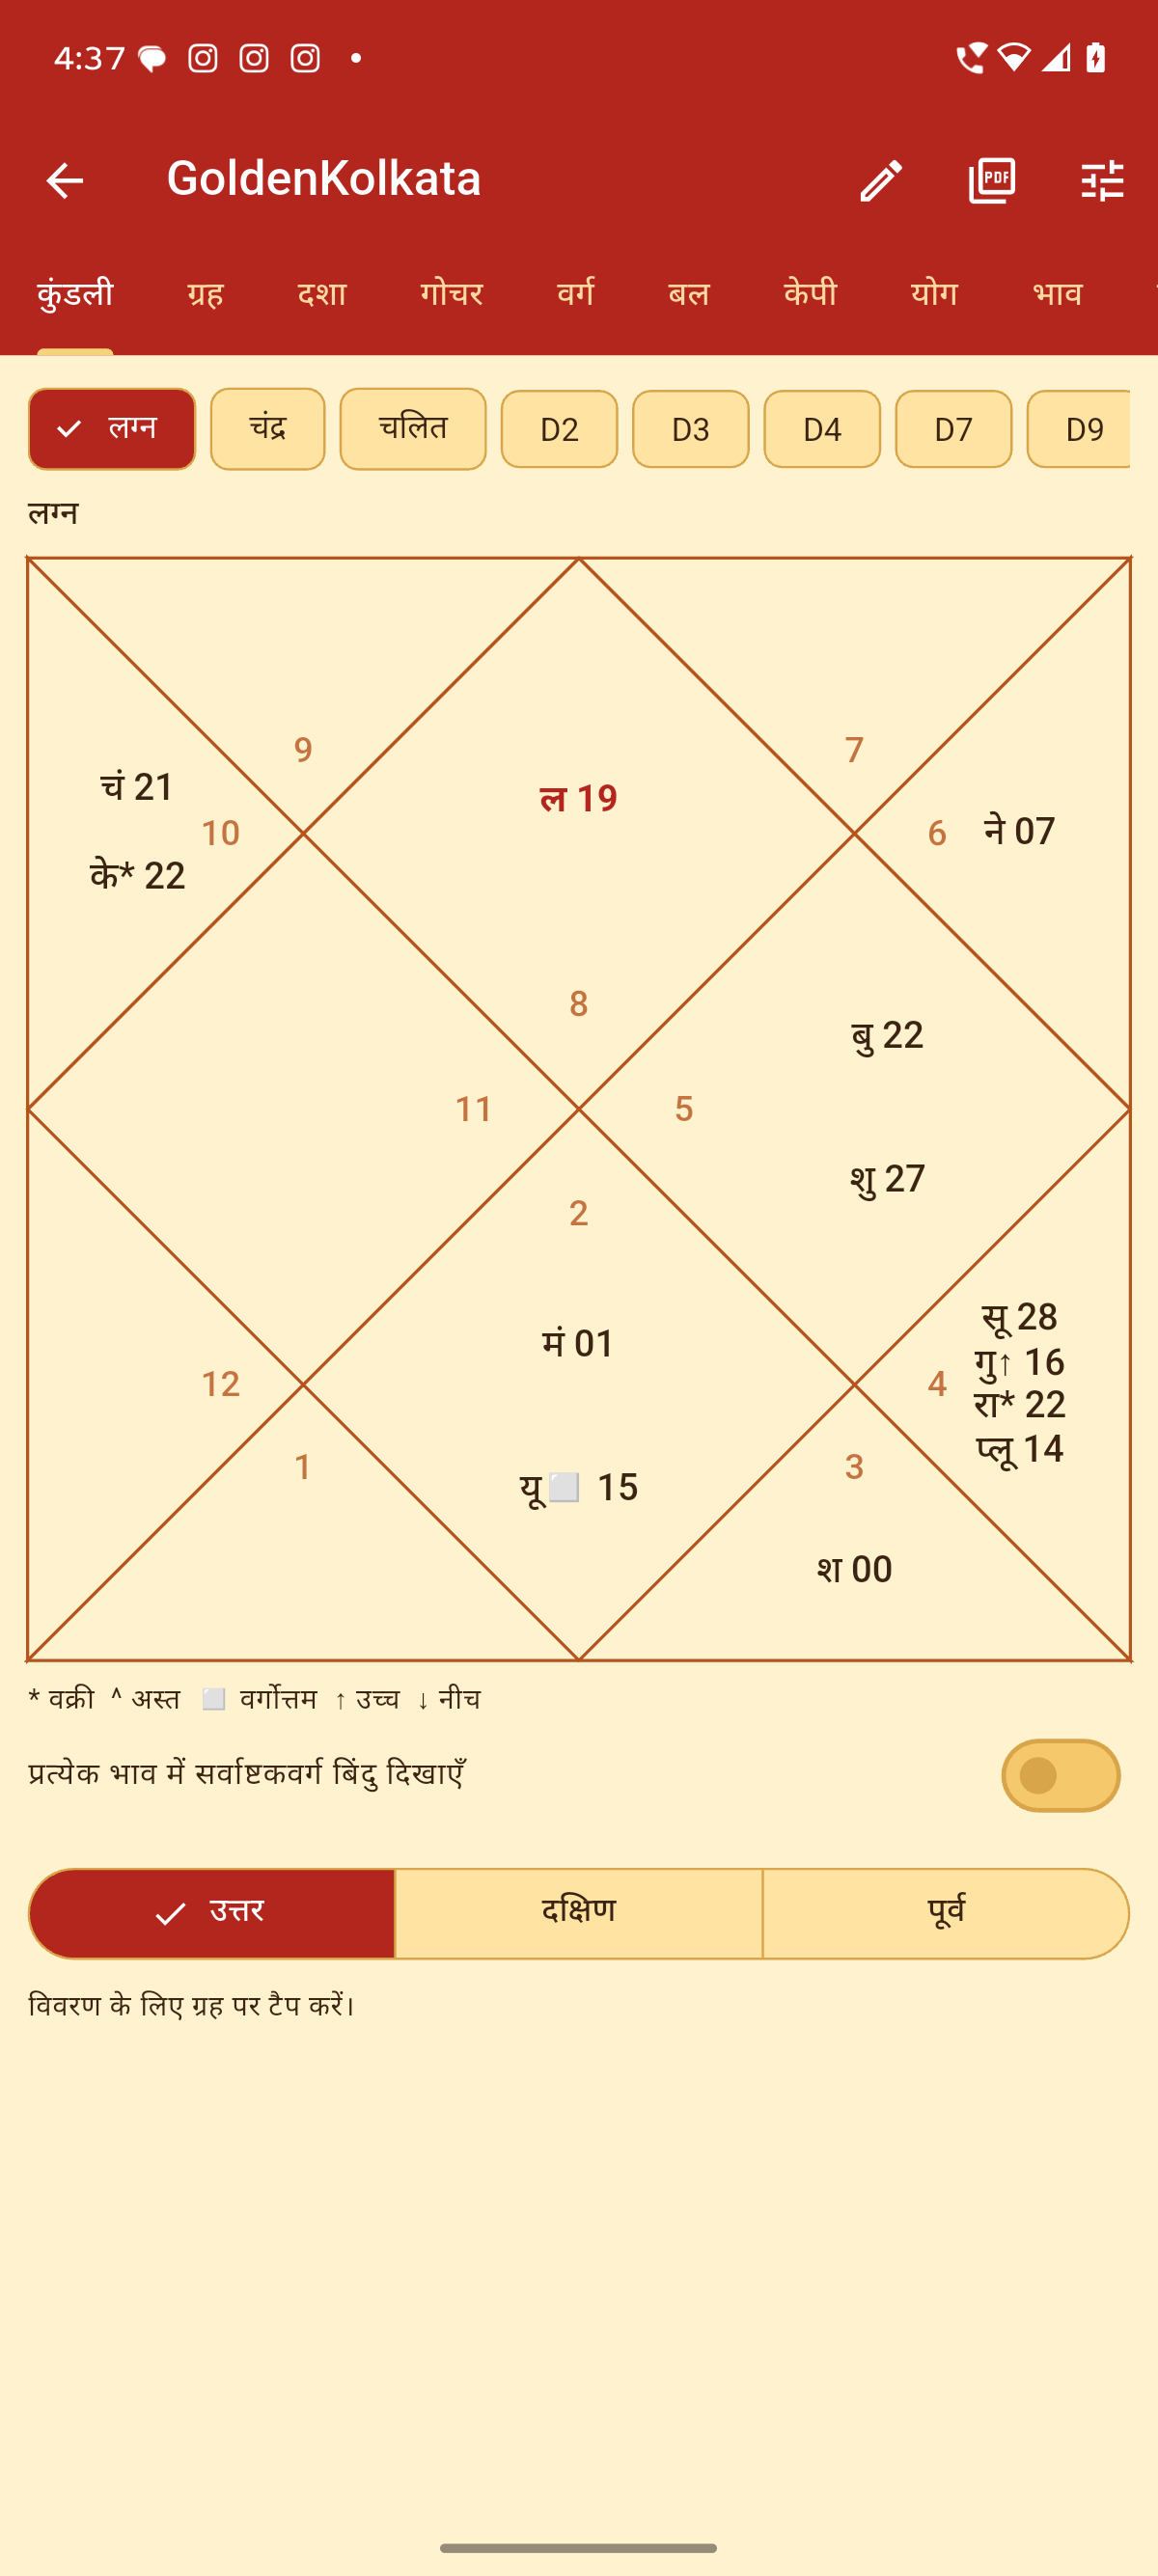 4:37
GoldenKolkata
PDF
कुंडली ग्रह दशा गोचर वर्ग बल केपी योग भाव
लग्न चंद्र चलित D2 D3 D4 D7 D9
लग्न
9 7
चं 21 ल 19
10 6 ने 07
के* 22
8
बु 22
11 5
शु 27
2
सू 28
मं 01
गु↑ 16
12 4
रा* 22
प्लू 14
1 3
यू⬜ 15
श 00
* वक्री ^ अस्त ⬜ वर्गोत्तम ↑ उच्च ↓ नीच
प्रत्येक भाव में सर्वाष्टकवर्ग बिंदु दिखाएँ
उत्तर दक्षिण पूर्व
विवरण के लिए ग्रह पर टैप करें।